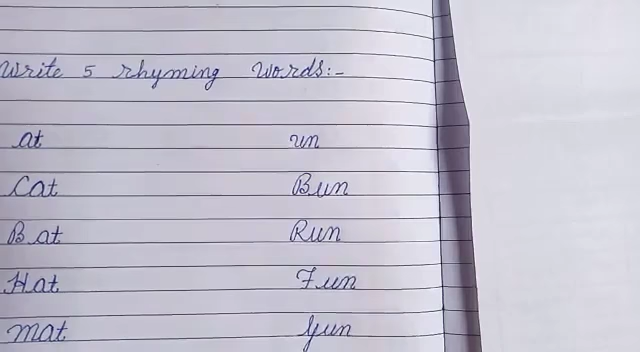 Write 5 rhyming words:-
at un
Cat Bun
Bat Run
Hat Fun
mat gun